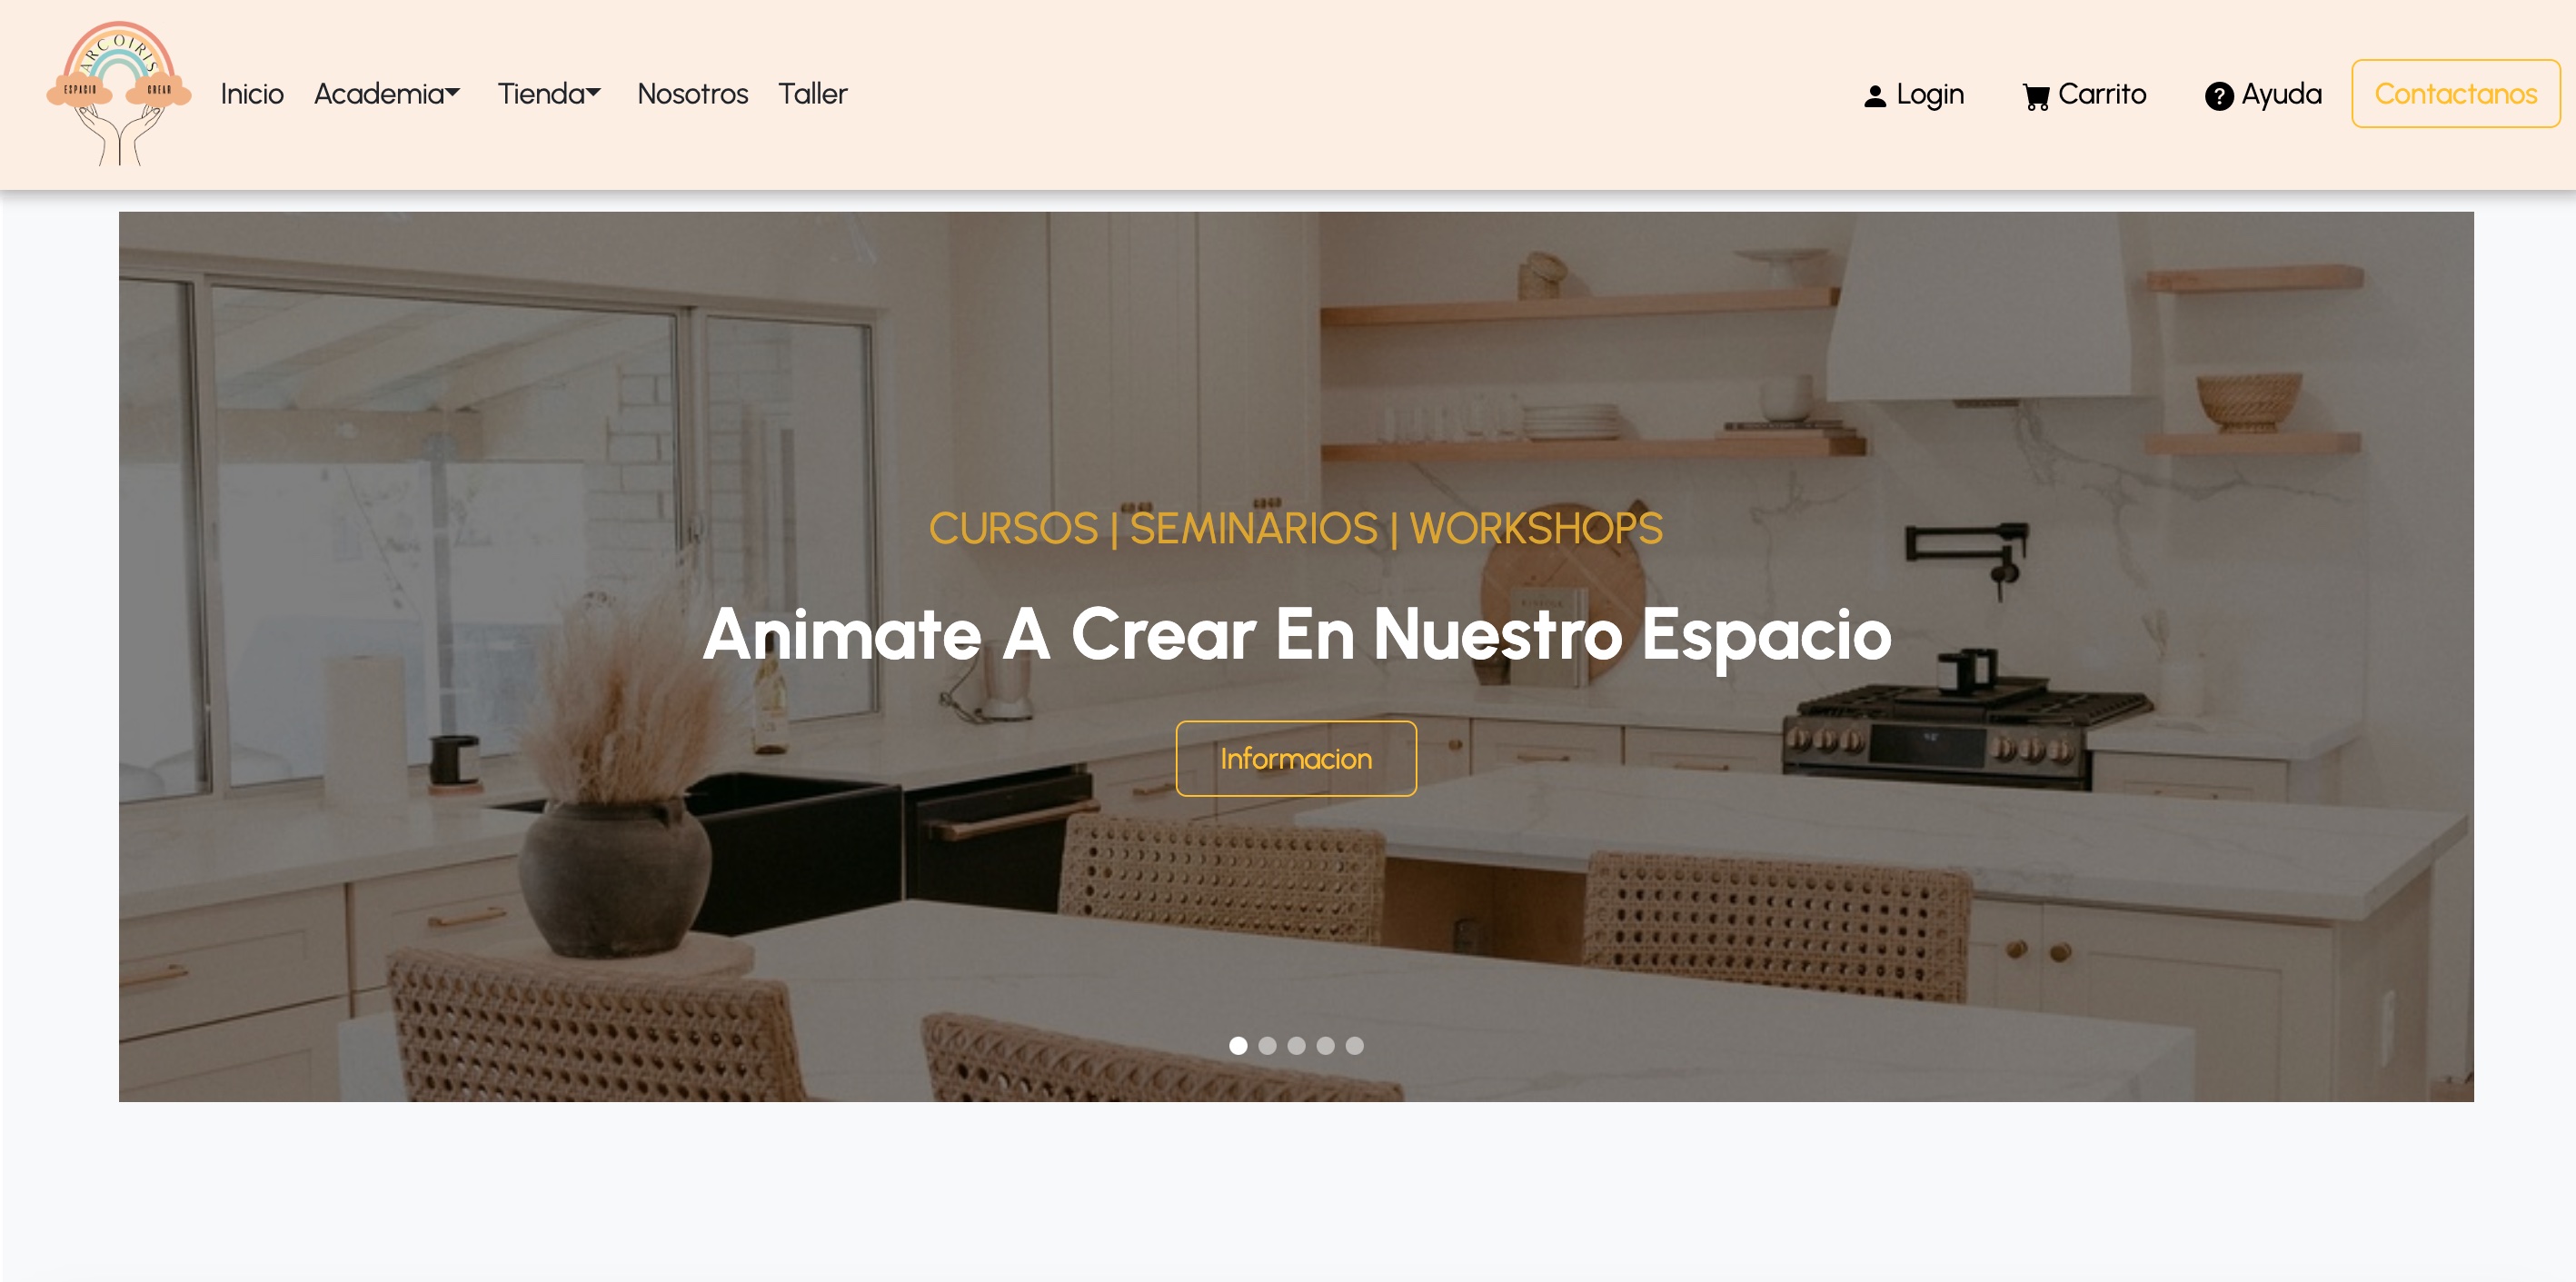 ARCOIRIS
ESPACIO CREAR
Inicio Academia Tienda Nosotros Taller Login Carrito ? Ayuda Contactanos
CURSOS | SEMINARIOS | WORKSHOPS
Animate A Crear En Nuestro Espacio
Informacion